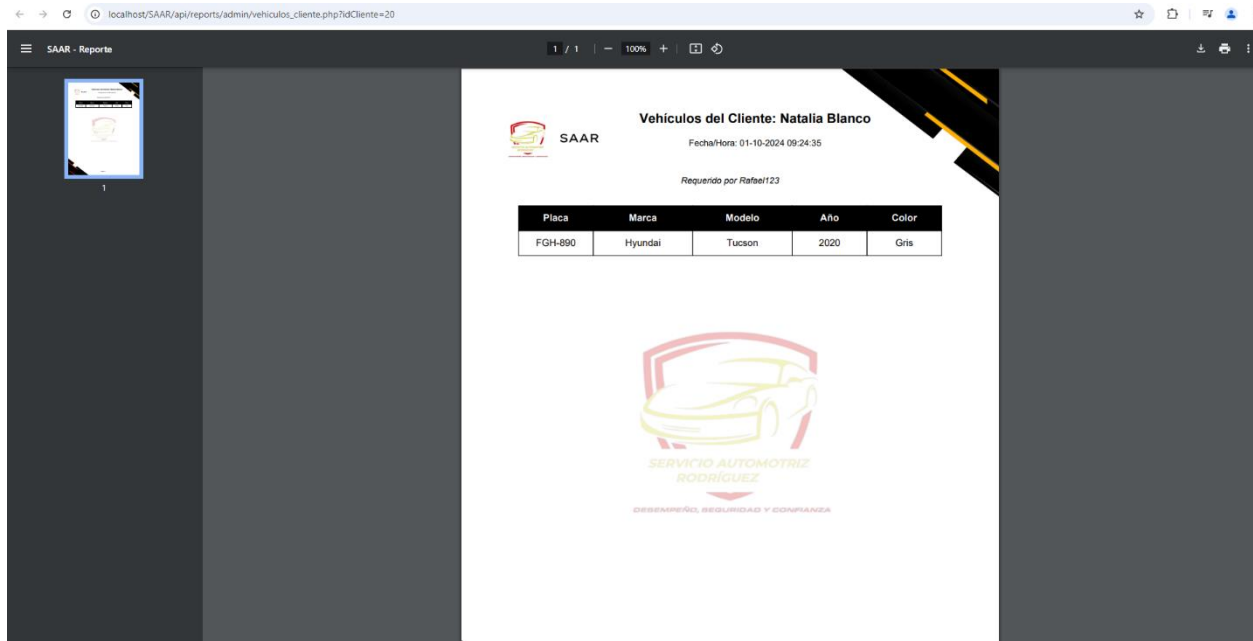 localhost/SAAR/api/reports/admin/vehiculos_cliente.php?idCliente=20
SAAR - Reporte
1 / 1
100%
1
SAAR
Vehículos del Cliente: Natalia Blanco
Fecha/Hora: 01-10-2024 09:24:35
Requerido por Rafael123
Placa Marca Modelo Año Color
FGH-890 Hyundai Tucson 2020 Gris
SERVICIO AUTOMOTRIZ
RODRÍGUEZ
DESEMPEÑO, SEGURIDAD Y CONFIANZA